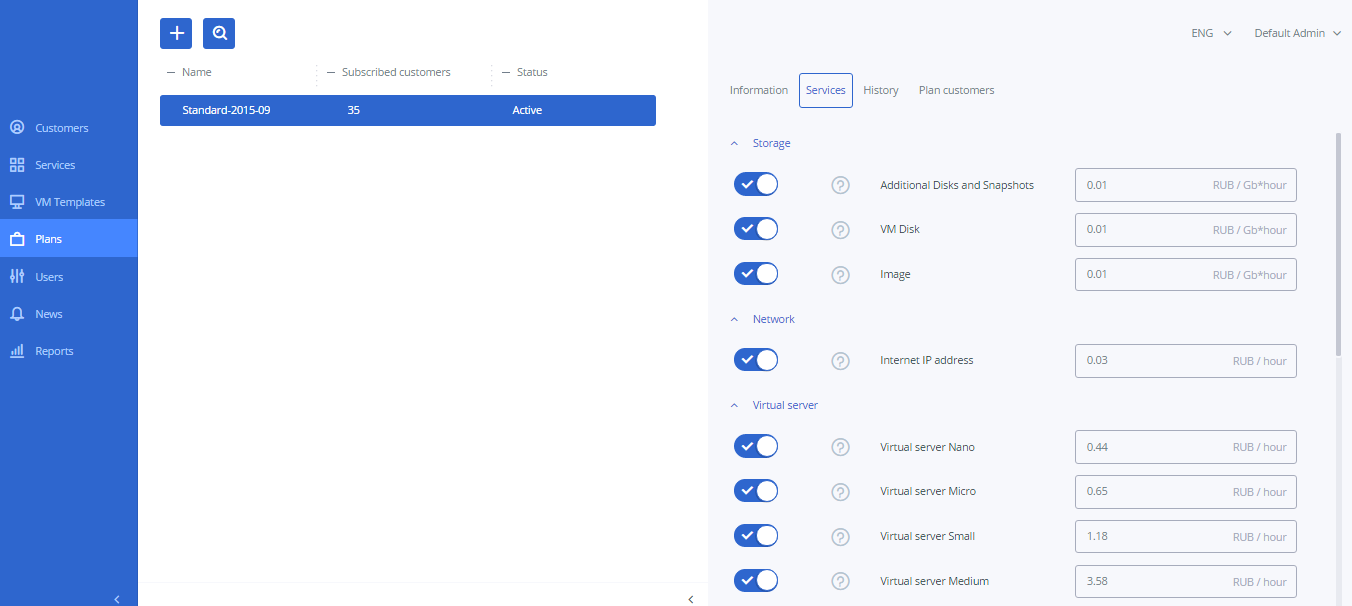 Customers
Services
VM Templates
Plans
Users
News
Reports
Name Subscribed customers Status
Standard-2015-09 35 Active
ENG Default Admin
Information Services History Plan customers
Storage
Additional Disks and Snapshots 0.01 RUB / Gb*hour
VM Disk 0.01 RUB / Gb*hour
Image 0.01 RUB / Gb*hour
Network
Internet IP address 0.03 RUB / hour
Virtual server
Virtual server Nano 0.44 RUB / hour
Virtual server Micro 0.65 RUB / hour
Virtual server Small 1.18 RUB / hour
Virtual server Medium 3.58 RUB / hour